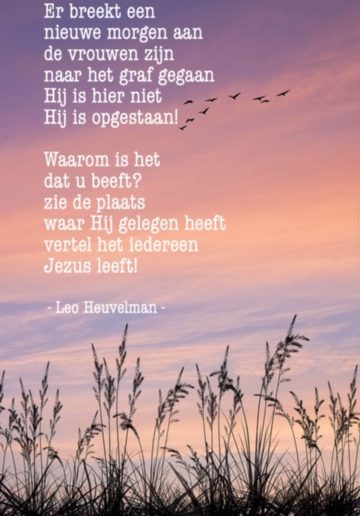 Er breekt een
nieuwe morgen aan
de vrouwen zijn
naar het graf gegaan
Hij is hier niet
Hij is opgestaan!
Waarom is het
dat u beeft?
zie de plaats
waar Hij gelegen heeft
vertel het iedereen
Jezus leeft!
- Leo Heuvelman -